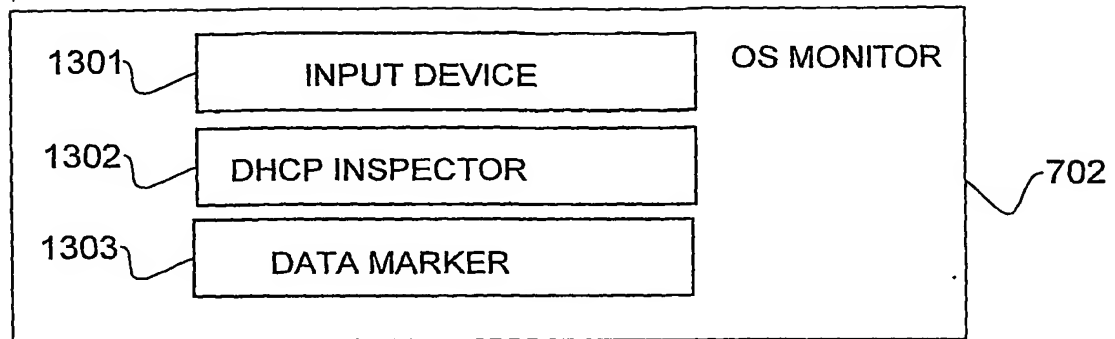 1301 INPUT DEVICE OS MONITOR
1302 DHCP INSPECTOR 702
1303 DATA MARKER